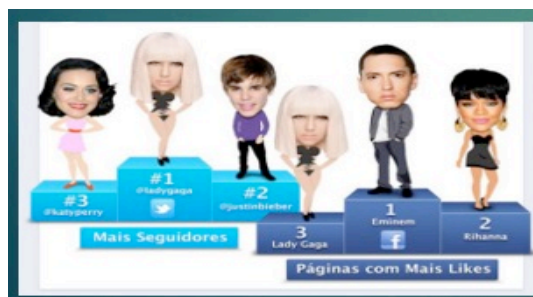 #1
@ladygaga
#2
@justinbieber
#3
@katyperry
Mais Seguidores
1
Eminem
2
Rihanna
3
Lady Gaga
f
Páginas com Mais Likes